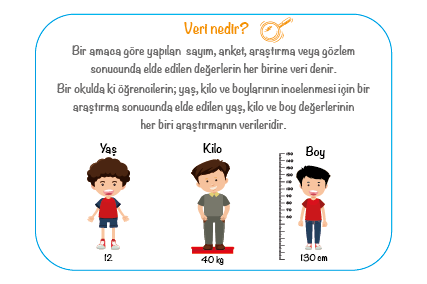 Veri nedir?
Bir amaca göre yapılan sayım, anket, araştırma veya gözlem
sonucunda elde edilen değerlerin her birine veri denir.
Bir okulda ki öğrencilerin; yaş, kilo ve boylarının incelenmesi için bir
araştırma sonucunda elde edilen yaş, kilo ve boy değerlerinin
her biri araştırmanın verileridir.
Yaş Kilo Boy
12 40 kg 130 cm